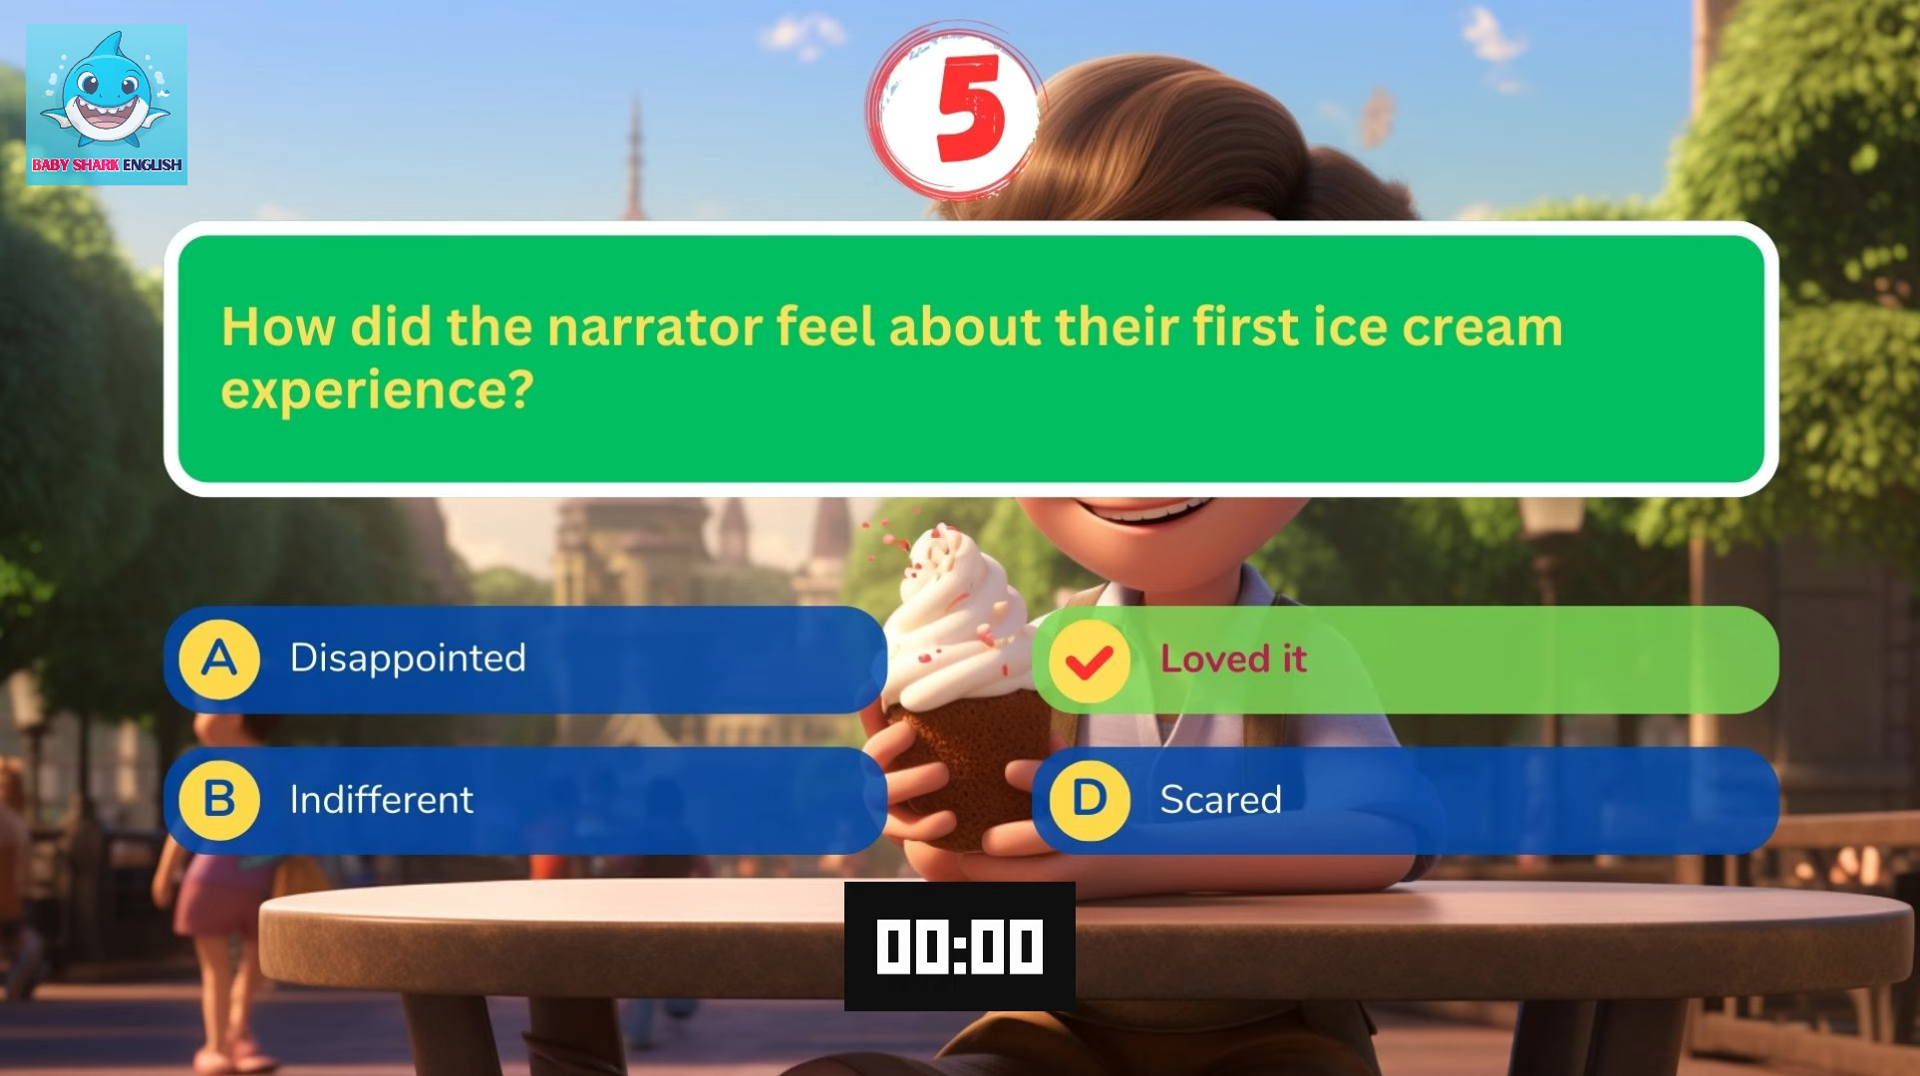 BABY SHARK ENGLISH
5
How did the narrator feel about their first ice cream
experience?
A Disappointed
Loved it
B Indifferent
D Scared
00:00